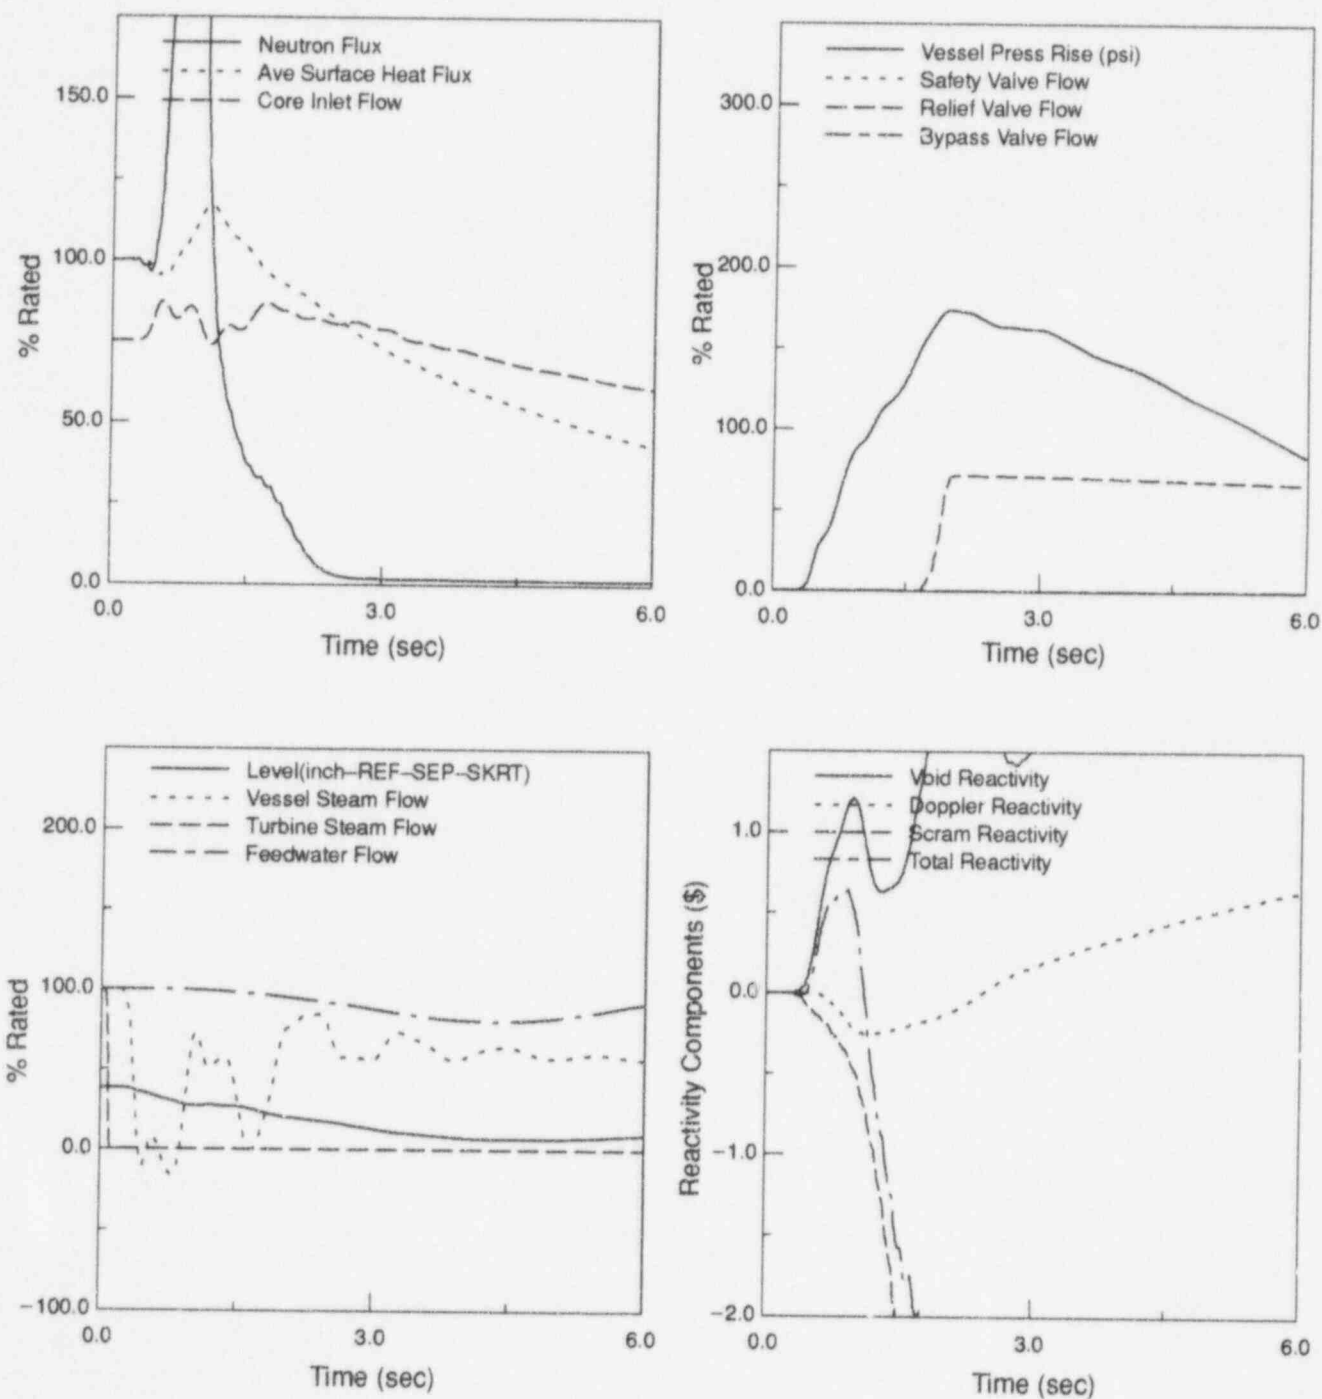 Neutron Flux
Ave Surface Heat Flux
Core Inlet Flow
150.0
100.0
50.0
0.0
% Rated
0.0
3.0
6.0
Time (sec)
Vessel Press Rise (psi)
Safety Valve Flow
Relief Valve Flow
Bypass Valve Flow
300.0
200.0
100.0
0.0
% Rated
0.0
3.0
6.0
Time (sec)
Level(inch-REF-SEP-SKRT)
Vessel Steam Flow
Turbine Steam Flow
Feedwater Flow
200.0
100.0
0.0
-100.0
% Rated
0.0
3.0
6.0
Time (sec)
Void Reactivity
Doppler Reactivity
Scram Reactivity
Total Reactivity
1.0
0.0
-1.0
-2.0
Reactivity Components ($)
0.0
3.0
6.0
Time (sec)